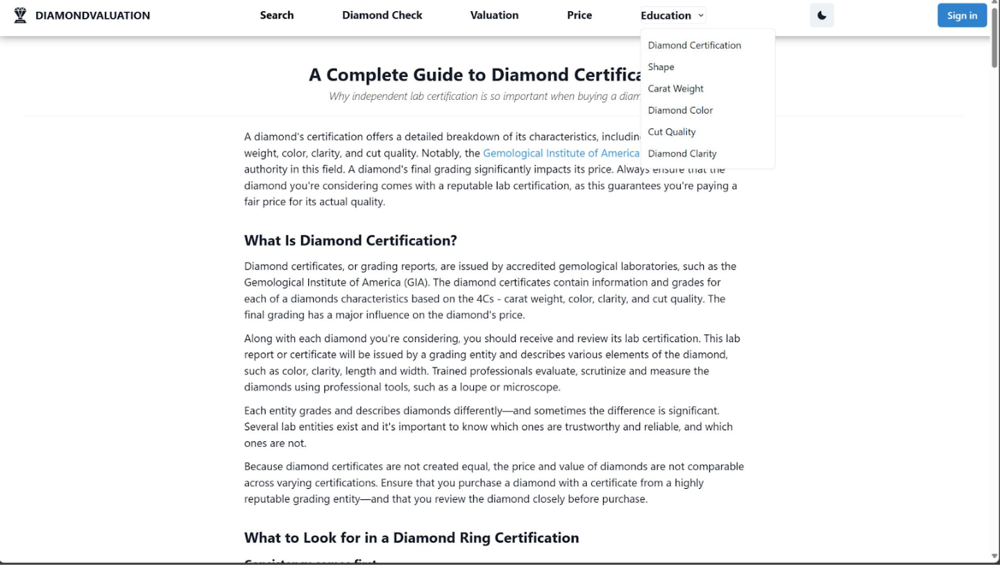 DIAMONDVALUATION
Search
Diamond Check
Valuation
Price
Education
Sign in
Diamond Certification
Shape
Carat Weight
Diamond Color
Cut Quality
Diamond Clarity
A Complete Guide to Diamond
Why independent lab certification is so important when buying a
A diamond's certification offers a detailed breakdown of its characteristics,
weight, color, clarity, and cut quality. Notably, the Gemological Institute of America
authority in this field. A diamond's final grading significantly impacts its price. Always ensure that the
diamond you're considering comes with a reputable lab certification, as this guarantees you're paying a
fair price for its actual quality.
What Is Diamond Certification?
Diamond certificates, or grading reports, are issued by accredited gemological laboratories, such as the
Gemological Institute of America (GIA). The diamond certificates contain information and grades for
each of a diamonds characteristics based on the 4Cs - carat weight, color, clarity, and cut quality. The
final grading has a major influence on the diamond's price.
Along with each diamond you're considering, you should receive and review its lab certification. This lab
report or certificate will be issued by a grading entity and describes various elements of the diamond,
such as color, clarity, length and width. Trained professionals evaluate, scrutinize and measure the
diamonds using professional tools, such as a loupe or microscope.
Each entity grades and describes diamonds differently—and sometimes the difference is significant.
Several lab entities exist and it's important to know which ones are trustworthy and reliable, and which
ones are not.
Because diamond certificates are not created equal, the price and value of diamonds are not comparable
across varying certifications. Ensure that you purchase a diamond with a certificate from a highly
reputable grading entity—and that you review the diamond closely before purchase.
What to Look for in a Diamond Ring Certification
Consistency comes first